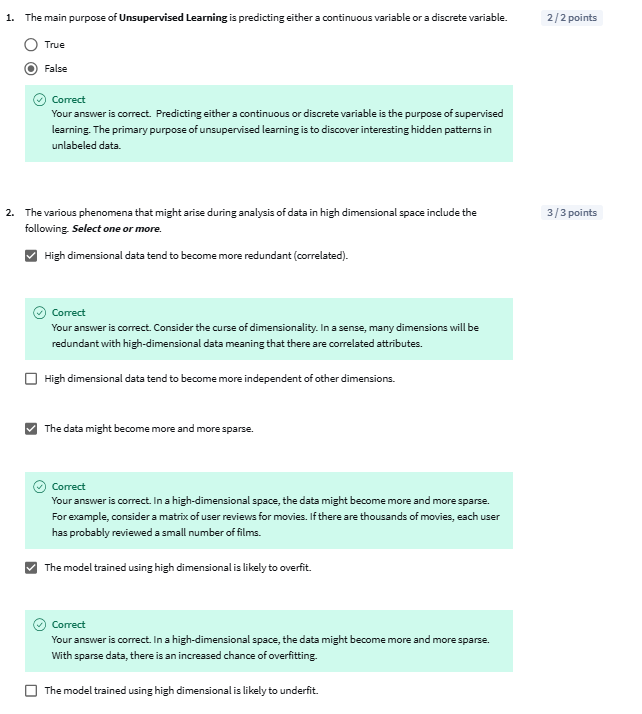 1. The main purpose of Unsupervised Learning is predicting either a continuous variable or a discrete variable.
2 / 2 points
True
False
Correct
Your answer is correct. Predicting either a continuous or discrete variable is the purpose of supervised
learning. The primary purpose of unsupervised learning is to discover interesting hidden patterns in
unlabeled data.
2. The various phenomena that might arise during analysis of data in high dimensional space include the
following. Select one or more.
3 / 3 points
High dimensional data tend to become more redundant (correlated).
Correct
Your answer is correct. Consider the curse of dimensionality. In a sense, many dimensions will be
redundant with high-dimensional data meaning that there are correlated attributes.
High dimensional data tend to become more independent of other dimensions.
The data might become more and more sparse.
Correct
Your answer is correct. In a high-dimensional space, the data might become more and more sparse.
For example, consider a matrix of user reviews for movies. If there are thousands of movies, each user
has probably reviewed a small number of films.
The model trained using high dimensional is likely to overfit.
Correct
Your answer is correct. In a high-dimensional space, the data might become more and more sparse.
With sparse data, there is an increased chance of overfitting.
The model trained using high dimensional is likely to underfit.